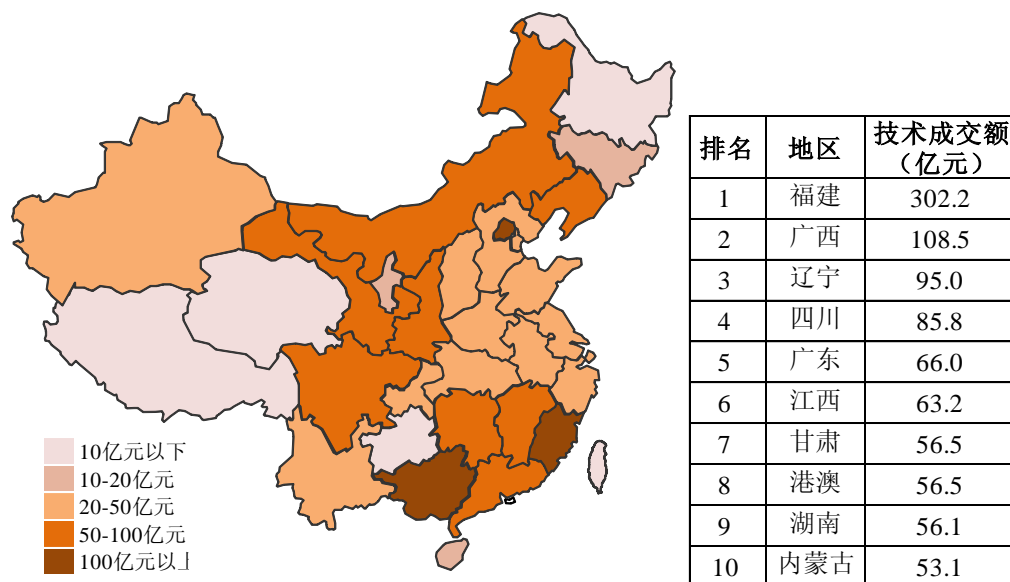 10亿元以下
10-20亿元
20-50亿元
50-100亿元
100亿元以上
排名 地区 技术成交额（亿元）
1 福建 302.2
2 广西 108.5
3 辽宁 95.0
4 四川 85.8
5 广东 66.0
6 江西 63.2
7 甘肃 56.5
8 港澳 56.5
9 湖南 56.1
10 内蒙古 53.1